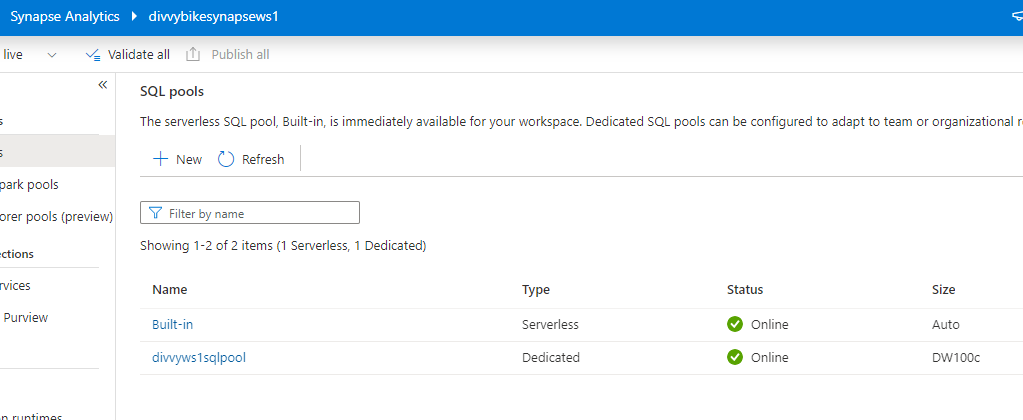 Synapse Analytics divvybikesynapsews1
live Validate all Publish all
«
SQL pools
The serverless SQL pool, Built-in, is immediately available for your workspace. Dedicated SQL pools can be configured to adapt to team or organizational r
New Refresh
park pools
orer pools (preview)
Filter by name
Showing 1-2 of 2 items (1 Serverless, 1 Dedicated)
ctions
rvices
Name Type Status Size
Purview
Built-in Serverless Online Auto
divvyws1sqlpool Dedicated Online DW100c
on runtimes